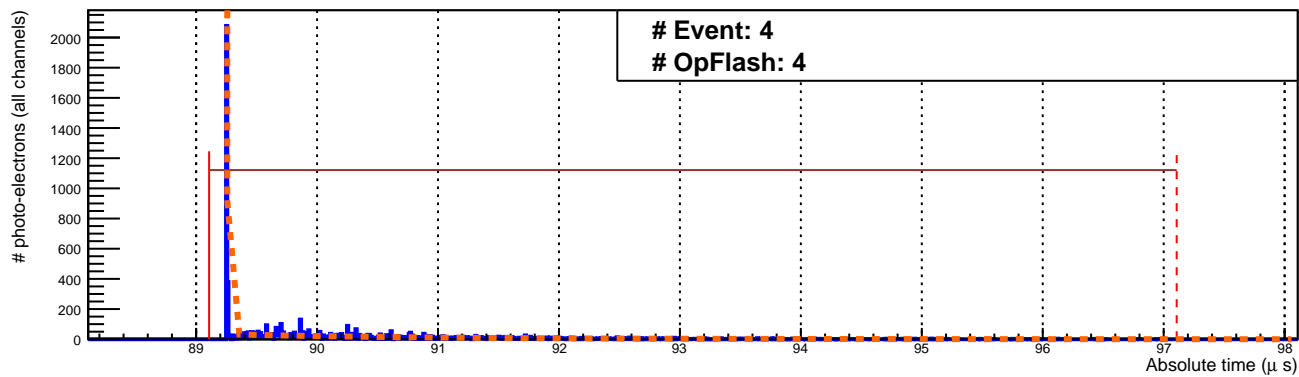 # Event: 4
# OpFlash: 4
# photo-electrons (all channels)
2000
1800
1600
1400
1200
1000
800
600
400
200
0
89 90 91 92 93 94 95 96 97 98
Absolute time (μ s)